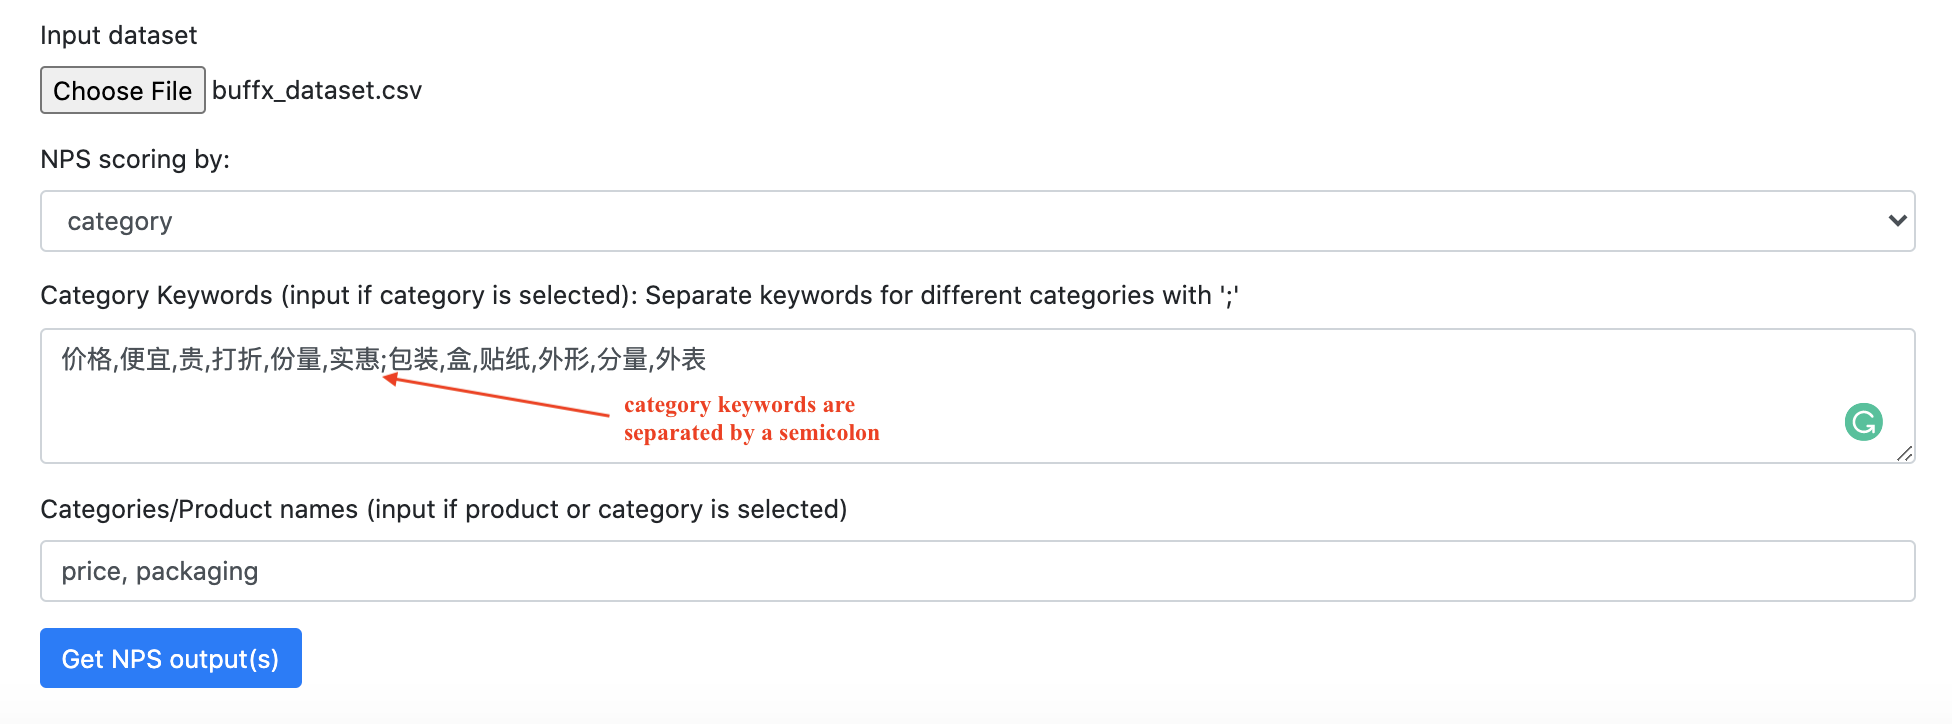 Input dataset
Choose File buffx_dataset.csv
NPS scoring by:
category
Category Keywords (input if category is selected): Separate keywords for different categories with ';'
价格,便宜,贵,打折,份量,实惠;包装,盒,贴纸,外形,分量,外表
category keywords are
separated by a semicolon
Categories/Product names (input if product or category is selected)
price, packaging
Get NPS output(s)